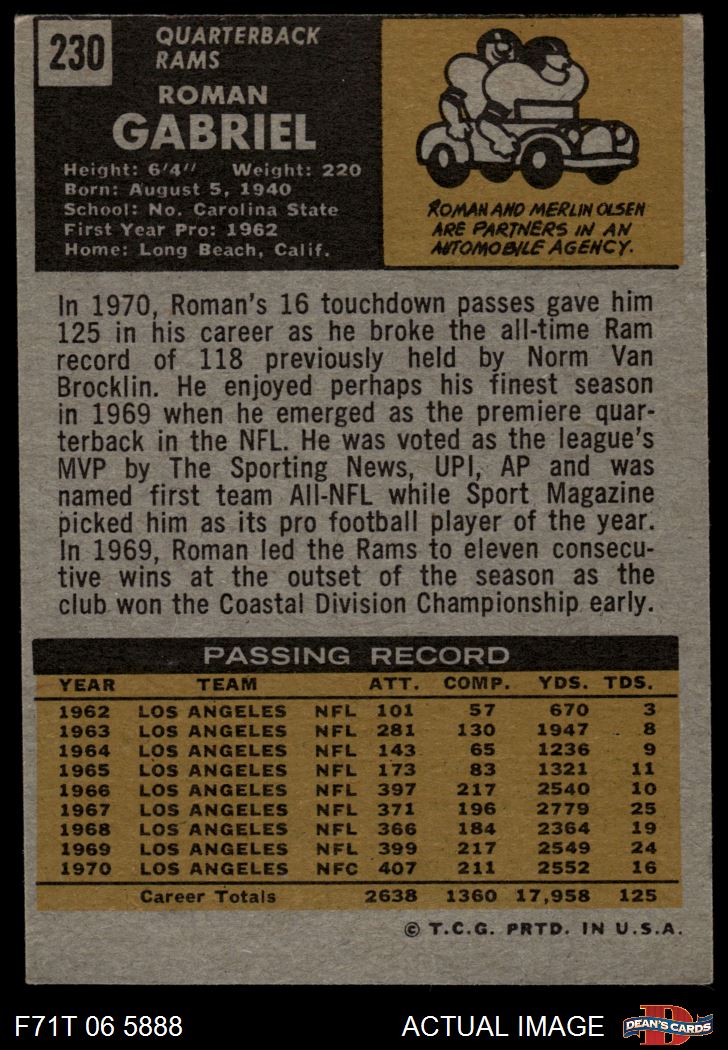 230
QUARTERBACK
RAMS
ROMAN
GABRIEL
Height: 6'4" Weight: 220
Born: August 5, 1940
School: No. Carolina State
First Year Pro: 1962
Home: Long Beach, Calif.
ROMAN AND MERLIN OLSEN
ARE PARTNERS IN AN
AUTOMOBILE AGENCY.
In 1970, Roman's 16 touchdown passes gave him
125 in his career as he broke the all-time Ram
record of 118 previously held by Norm Van
Brocklin. He enjoyed perhaps his finest season
in 1969 when he emerged as the premiere quar-
terback in the NFL. He was voted as the league's
MVP by The Sporting News, UPI, AP and was
named first team All-NFL while Sport Magazine
picked him as its pro football player of the year.
In 1969, Roman led the Rams to eleven consecu-
tive wins at the outset of the season as the
club won the Coastal Division Championship early.
PASSING RECORD
YEAR TEAM ATT. COMP. YDS. TDS.
1962 LOS ANGELES NFL 101 57 670 3
1963 LOS ANGELES NFL 281 130 1947 8
1964 LOS ANGELES NFL 143 65 1236 9
1965 LOS ANGELES NFL 173 83 1321 11
1966 LOS ANGELES NFL 397 217 2540 10
1967 LOS ANGELES NFL 371 196 2779 25
1968 LOS ANGELES NFL 366 184 2364 19
1969 LOS ANGELES NFL 399 217 2549 24
1970 LOS ANGELES NFC 407 211 2552 16
Career Totals 2638 1360 17,958 125
© T.C.G. PRTD. IN U.S.A.
F71T 06 5888 ACTUAL IMAGE
D
DEAN'S CARDS